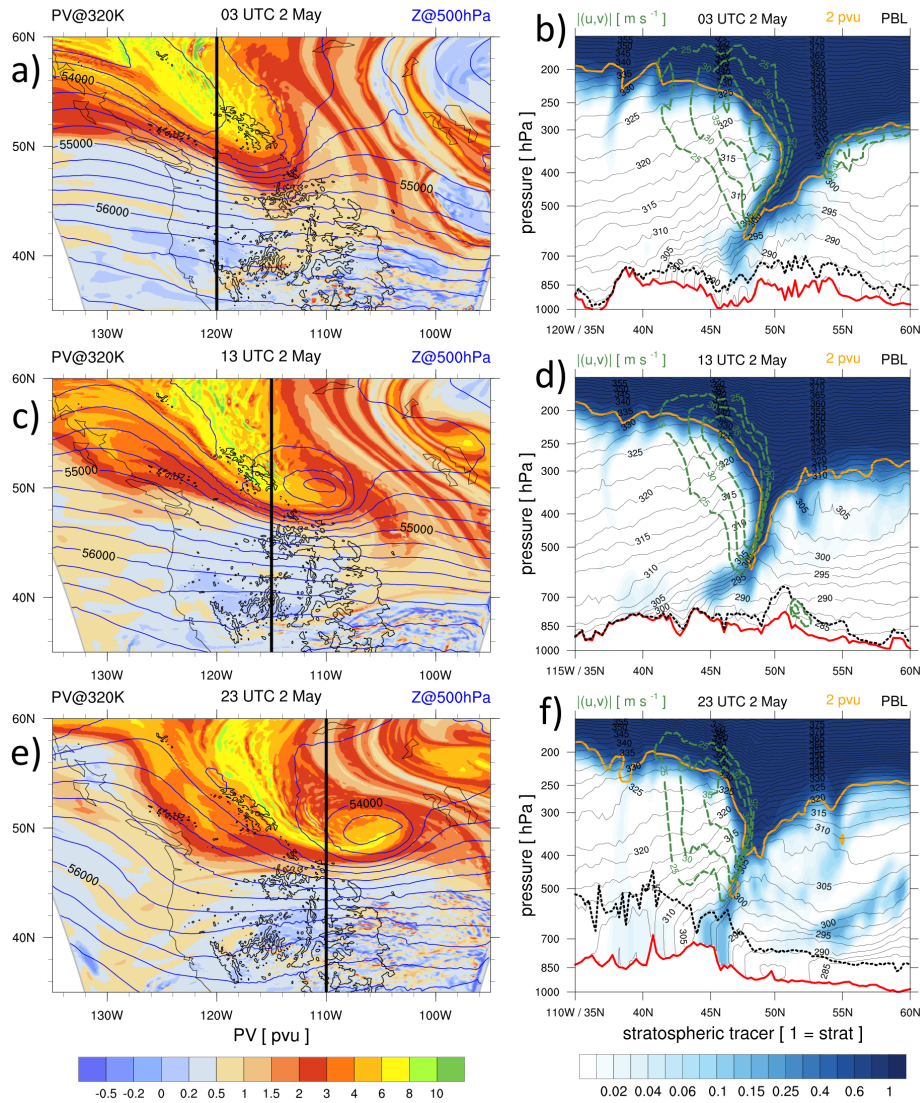 PV@320K 03 UTC 2 May Z@500hPa
a)
60N
50N
40N
54000
55000
56000
55000
130W 120W 110W 100W
|(u,v)| [ m s⁻¹ ] 03 UTC 2 May 2 pvu PBL
b)
pressure [ hPa ]
200
250
300
400
500
700
850
1000
120W / 35N 40N 45N 50N 55N 60N
PV@320K 13 UTC 2 May Z@500hPa
c)
60N
50N
40N
55000
56000
55000
130W 120W 110W 100W
|(u,v)| [ m s⁻¹ ] 13 UTC 2 May 2 pvu PBL
d)
pressure [ hPa ]
200
250
300
400
500
700
850
1000
115W / 35N 40N 45N 50N 55N 60N
PV@320K 23 UTC 2 May Z@500hPa
e)
60N
50N
40N
54000
56000
130W 120W 110W 100W
PV [ pvu ]
-0.5 -0.2 0 0.2 0.5 1 1.5 2 3 4 6 8 10
|(u,v)| [ m s⁻¹ ] 23 UTC 2 May 2 pvu PBL
f)
pressure [ hPa ]
200
250
300
400
500
700
850
1000
110W / 35N 40N 45N 50N 55N 60N
stratospheric tracer [ 1 = strat ]
0.02 0.04 0.06 0.1 0.15 0.25 0.4 0.6 1